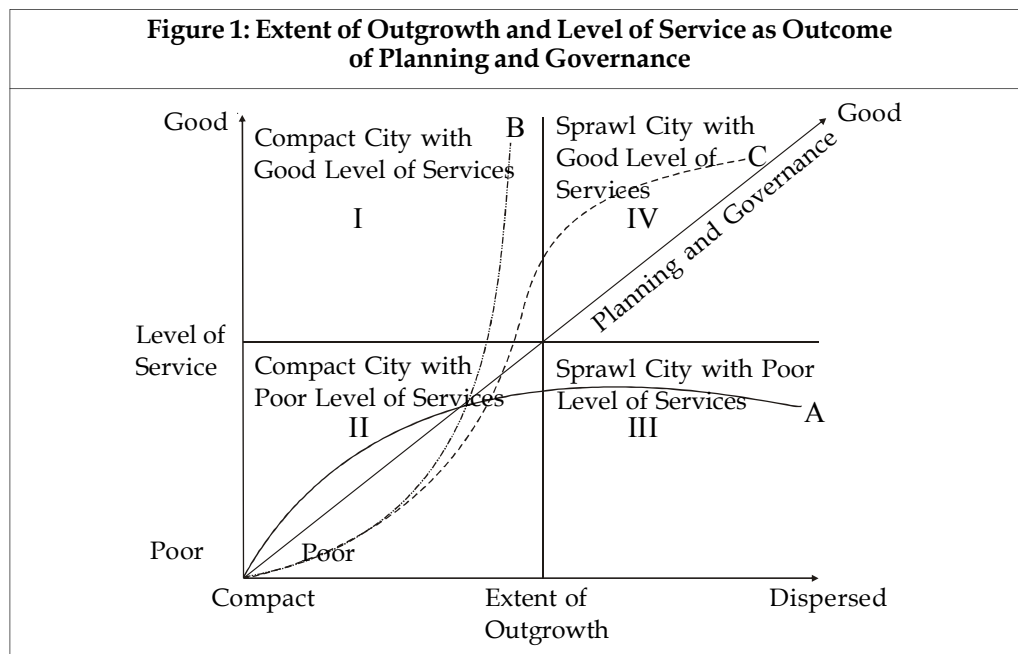 Figure 1: Extent of Outgrowth and Level of Service as Outcome
of Planning and Governance
Good
Compact City with
Good Level of Services
I
B
Sprawl City with
Good Level of
Services
IV
C
Good
Planning and Governance
Level of
Service
Compact City with
Poor Level of Services
II
Sprawl City with Poor
Level of Services
III
A
Poor
Poor
Compact
Extent of
Outgrowth
Dispersed